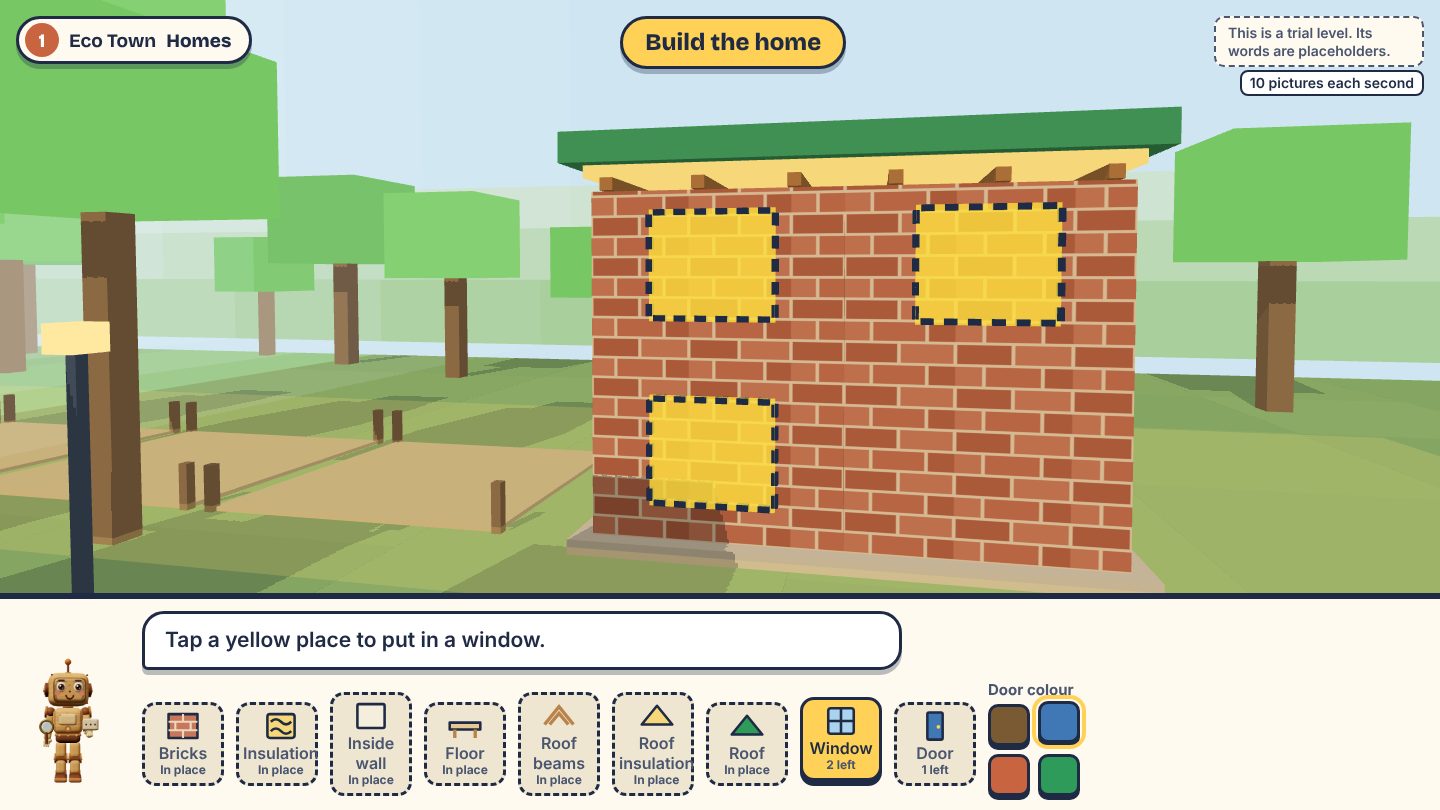 1 Eco Town Homes
Build the home
This is a trial level. Its
words are placeholders.
10 pictures each second
Tap a yellow place to put in a window.
Door colour
Bricks
In place
Insulation
In place
Inside
wall
In place
Floor
In place
Roof
beams
In place
Roof
insulation
In place
Roof
In place
Window
2 left
Door
1 left